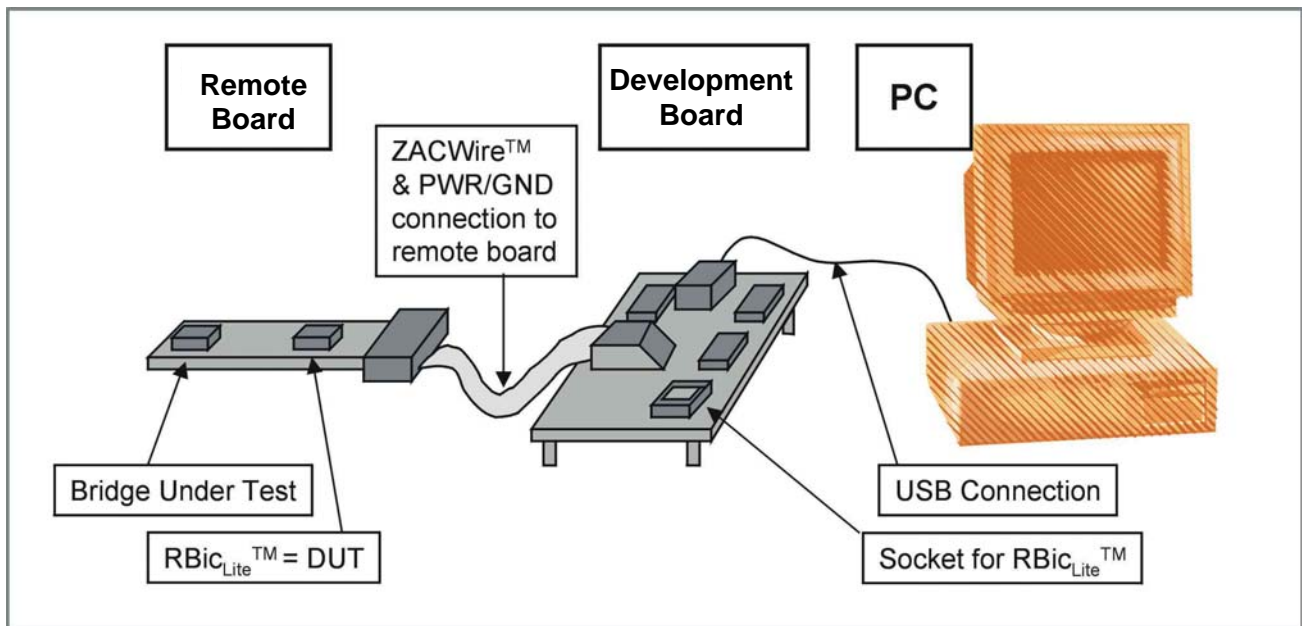 Remote
Board
Development
Board
PC
ZACWire™
& PWR/GND
connection to
remote board
Bridge Under Test
RBicLite™ = DUT
USB Connection
Socket for RBicLite™